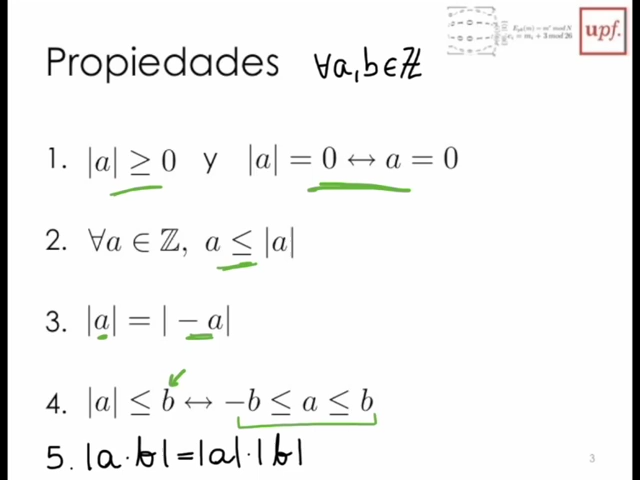 upf.
Propiedades ∀a,b∈ℤ
1. |a| ≥ 0 y |a| = 0 ↔ a = 0
2. ∀a ∈ ℤ, a ≤ |a|
3. |a| = | − a|
4. |a| ≤ b ↔ −b ≤ a ≤ b
5. |a·b|=|a|·|b|
3